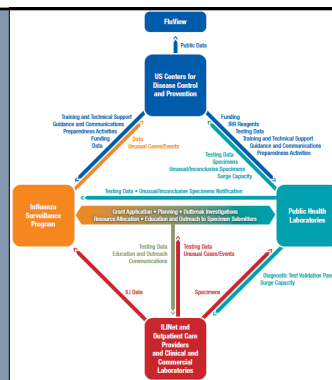 FluView
Public Data
US Centers for
Disease Control
and Prevention
Training and Technical Support
Guidance and Communications
Preparedness Activities
Funding
Data
Data
Unusual Cases/Events
Funding
IRR Reagents
Testing Data
Training and Technical Support
Guidance and Communications
Preparedness Activities
Testing Data
Specimens
Unusual/Inconclusive Specimens
Surge Capacity
Testing Data • Unusual/Inconclusive Specimen Notification
Influenza
Surveillance
Program
Grant Application • Planning • Outbreak Investigations
Resource Allocation • Education and Outreach to Specimen Submitters
Public Health
Laboratories
Testing Data
Education and Outreach
Communications
Testing Data
Unusual Cases/Events
Diagnostic Test Validation Pan
Surge Capacity
ILI Data
Specimens
ILINet and
Outpatient Care
Providers
and Clinical and
Commercial
Laboratories